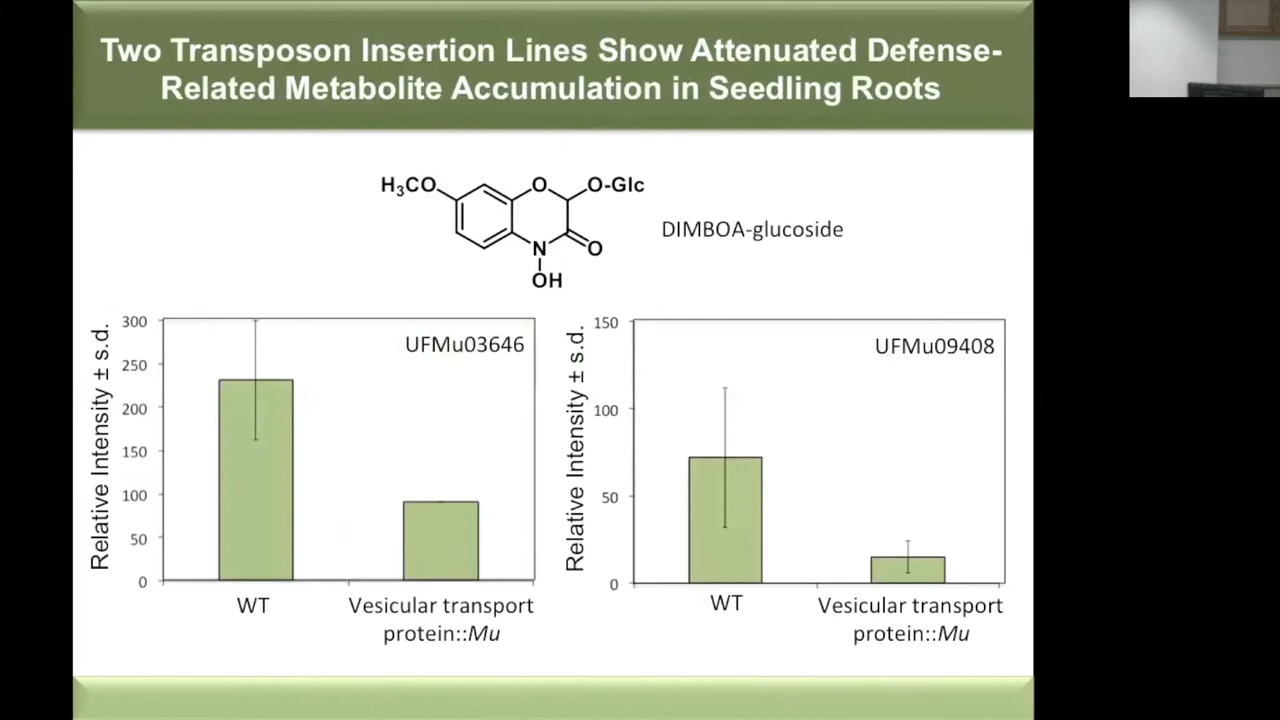 Two Transposon Insertion Lines Show Attenuated Defense-
Related Metabolite Accumulation in Seedling Roots
H3CO
O
O-Glc
N
O
OH
DIMBOA-glucoside
Relative Intensity ± s.d.
300
250
200
150
100
50
0
UFMu03646
WT
Vesicular transport
protein::Mu
Relative Intensity ± s.d.
150
100
50
0
UFMu09408
WT
Vesicular transport
protein::Mu